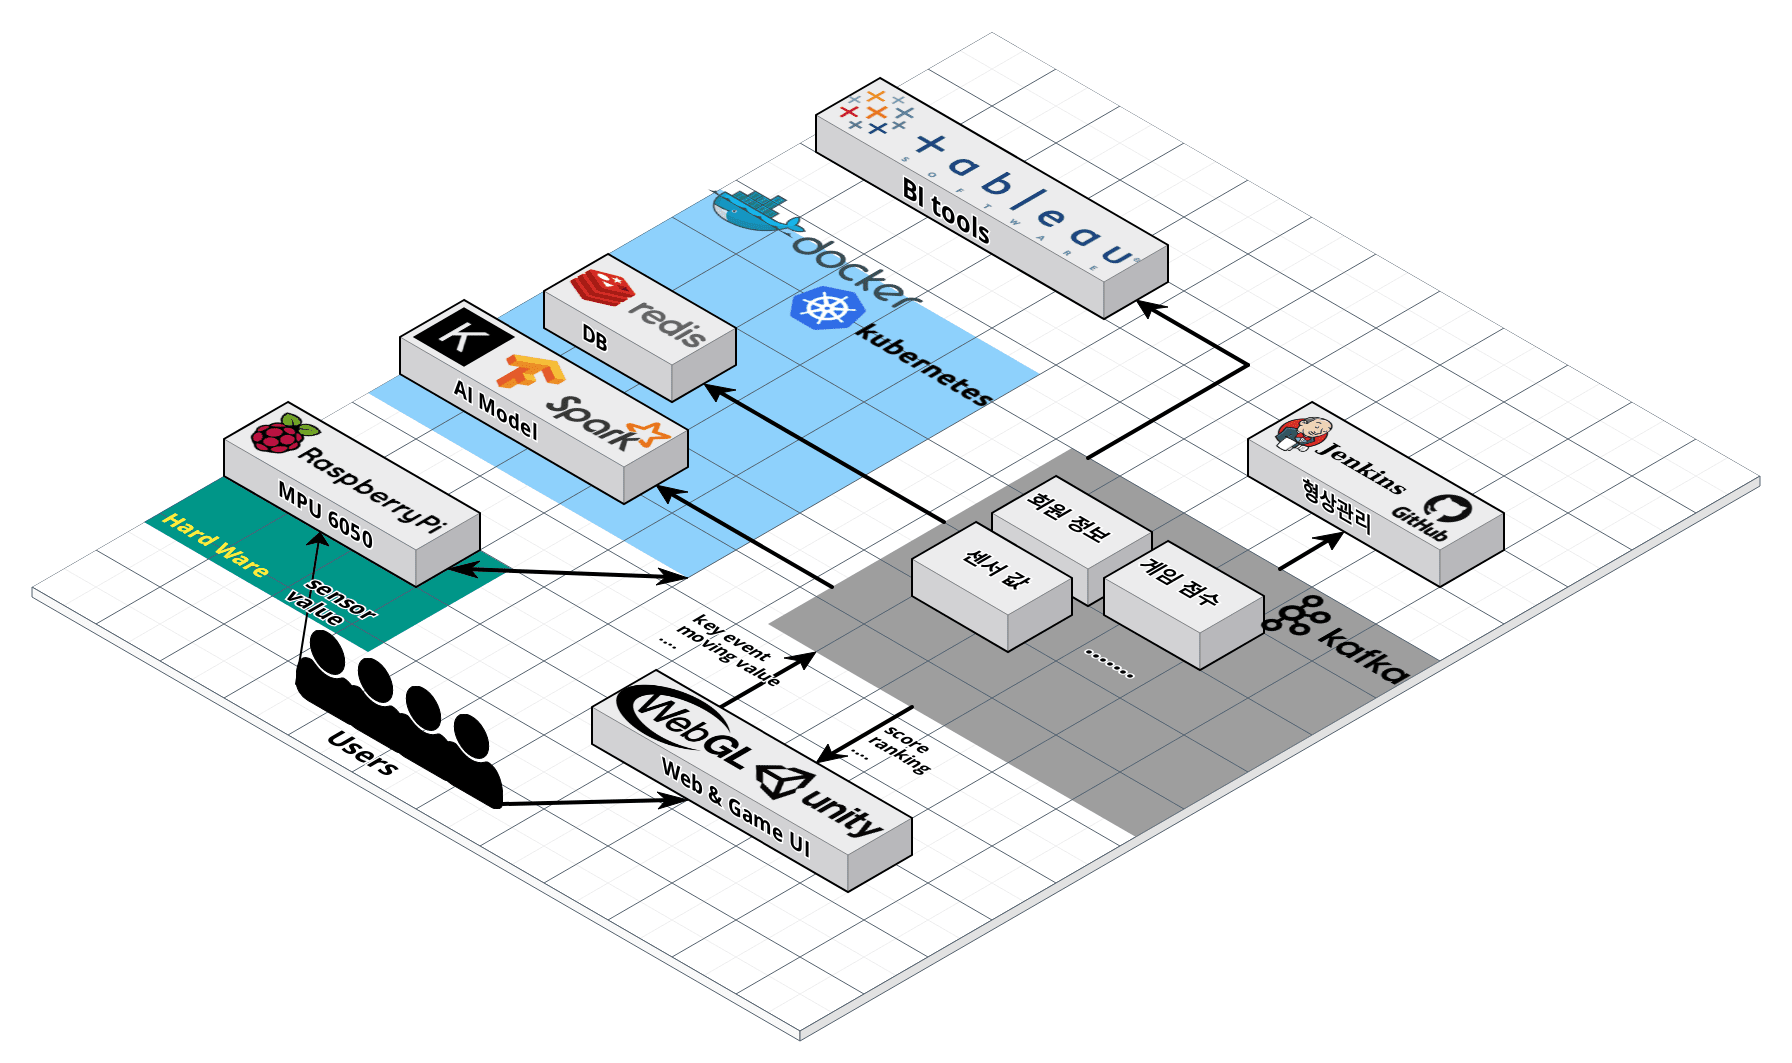 tableau
SOFTWARE
BI tools
docker
kubernetes
redis
DB
K
Spark
AI Model
RaspberryPi
MPU 6050
Hard Ware
sensor
value
Users
key event
moving value
....
WebGL
unity
Web & Game UI
score
ranking
....
회원 정보
센서 값
게임 점수
.......
kafka
Jenkins
GitHub
형상관리